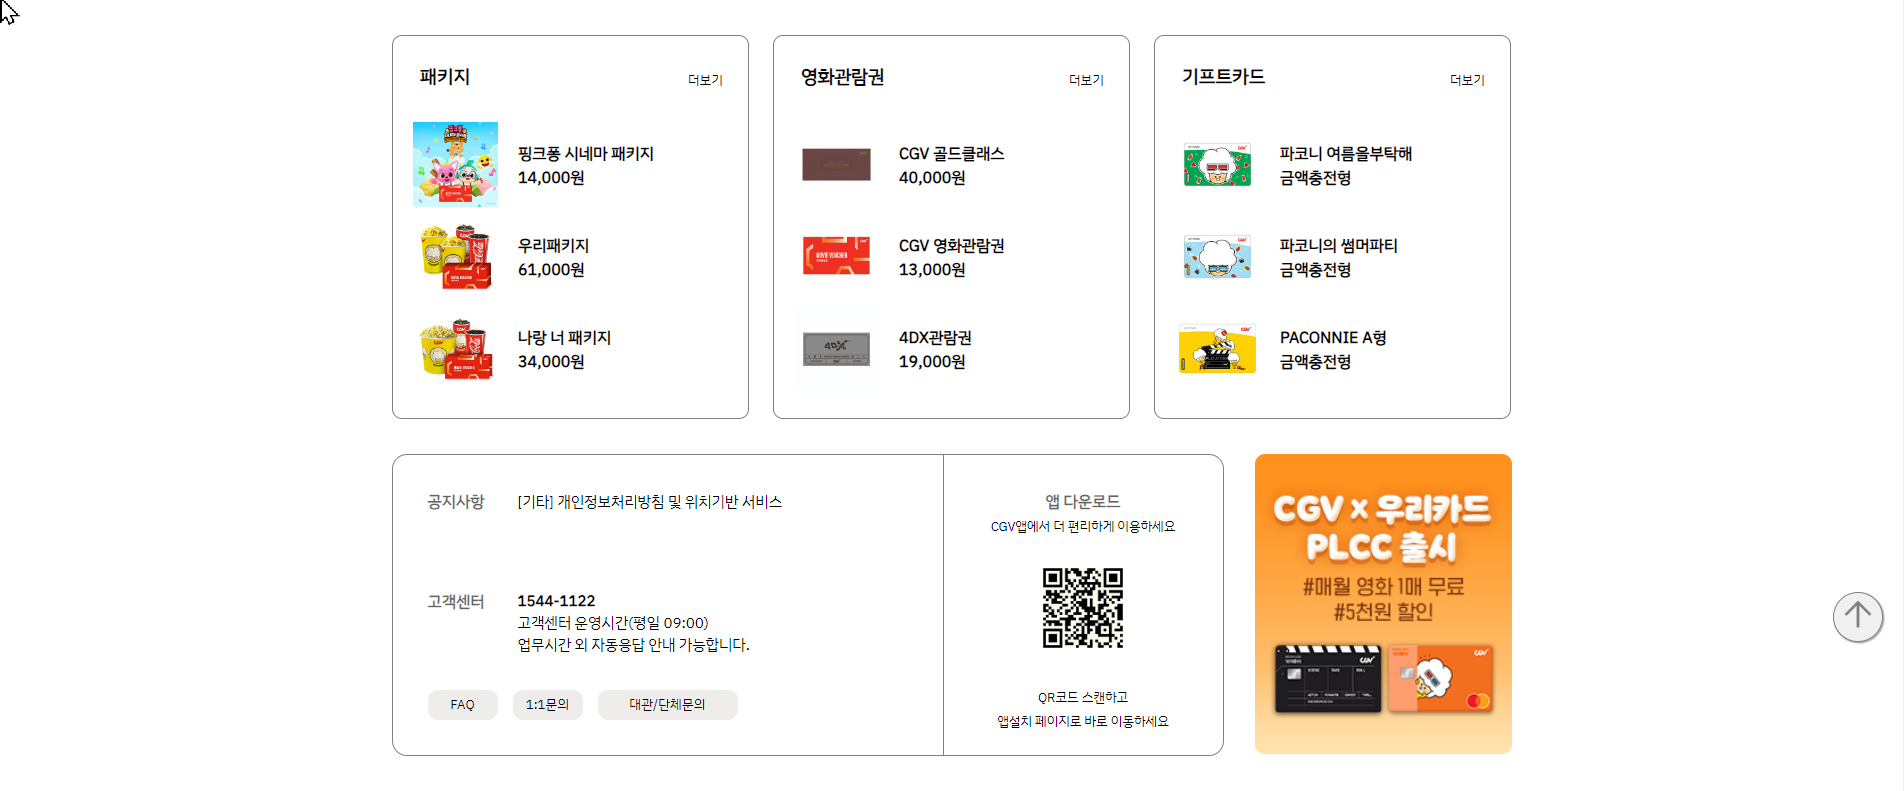 패키지
더보기
핑크퐁 시네마 패키지
14,000원
우리패키지
61,000원
나랑 너 패키지
34,000원
영화관람권
더보기
CGV 골드클래스
40,000원
MOVIE VOUCHER
CGV 영화관람권
13,000원
4DX
4DX관람권
19,000원
기프트카드
더보기
파코니 여름을부탁해
금액충전형
파코니의 썸머파티
금액충전형
PACONNIE A형
금액충전형
공지사항
[기타] 개인정보처리방침 및 위치기반 서비스
고객센터
1544-1122
고객센터 운영시간(평일 09:00)
업무시간 외 자동응답 안내 가능합니다.
FAQ
1:1문의
대관/단체문의
앱 다운로드
CGV앱에서 더 편리하게 이용하세요
QR코드 스캔하고
앱설치 페이지로 바로 이동하세요
CGV x 우리카드
PLCC 출시
#매월 영화 1매 무료
#5천원 할인
CGV
CGV